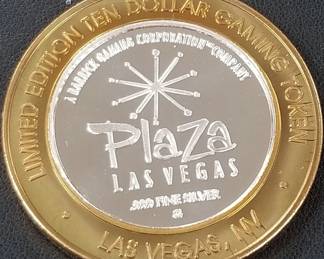 LIMITED EDITION TEN DOLLAR GAMING TOKEN
A BARRICK GAMING CORPORATION COMPANY
Plaza
LAS VEGAS
.999 FINE SILVER
LAS VEGAS, NV